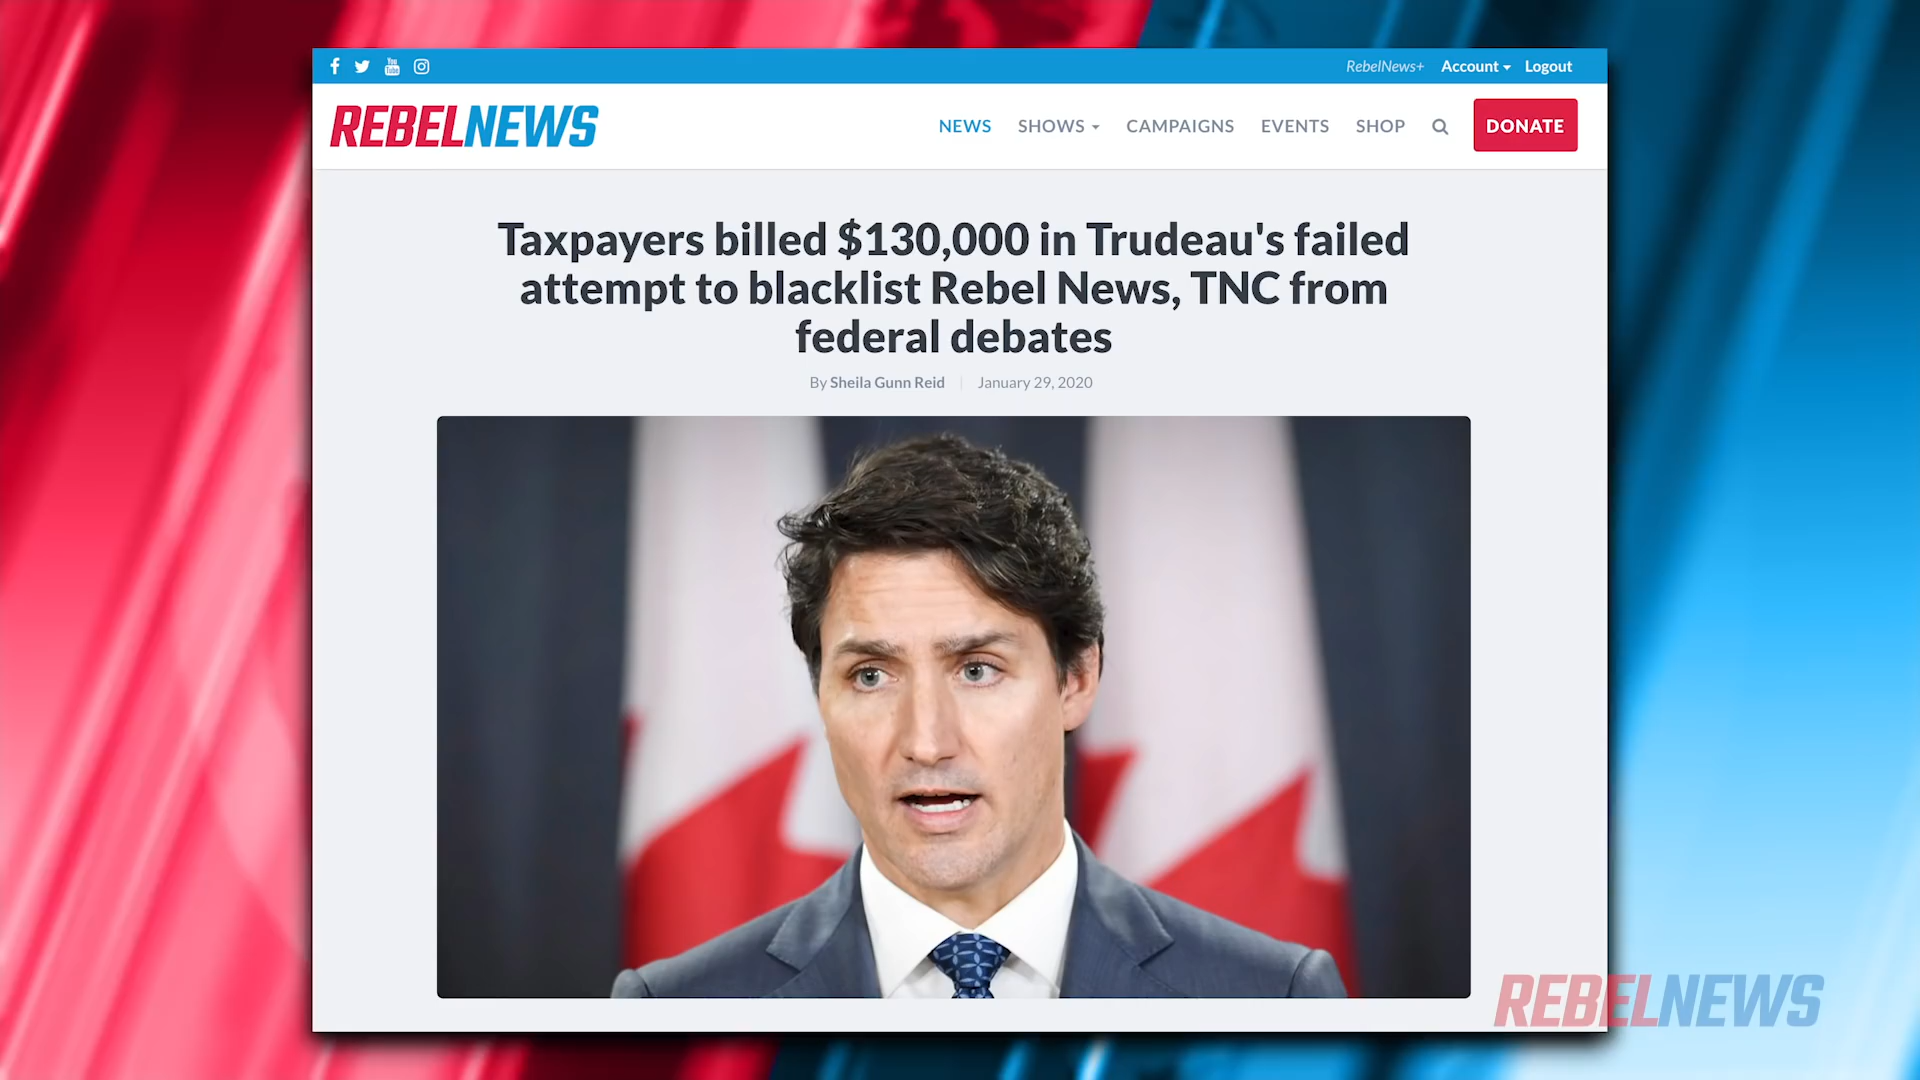 RebelNews+ Account Logout
REBELNEWS
NEWS SHOWS CAMPAIGNS EVENTS SHOP DONATE
Taxpayers billed $130,000 in Trudeau's failed
attempt to blacklist Rebel News, TNC from
federal debates
By Sheila Gunn Reid | January 29, 2020
REBELNEWS